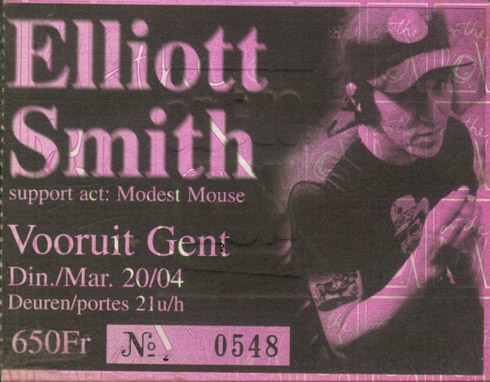 Elliott
Smith
support act: Modest Mouse
Vooruit Gent
Din./Mar. 20/04
Deuren/portes 21u/h
650Fr No 0548